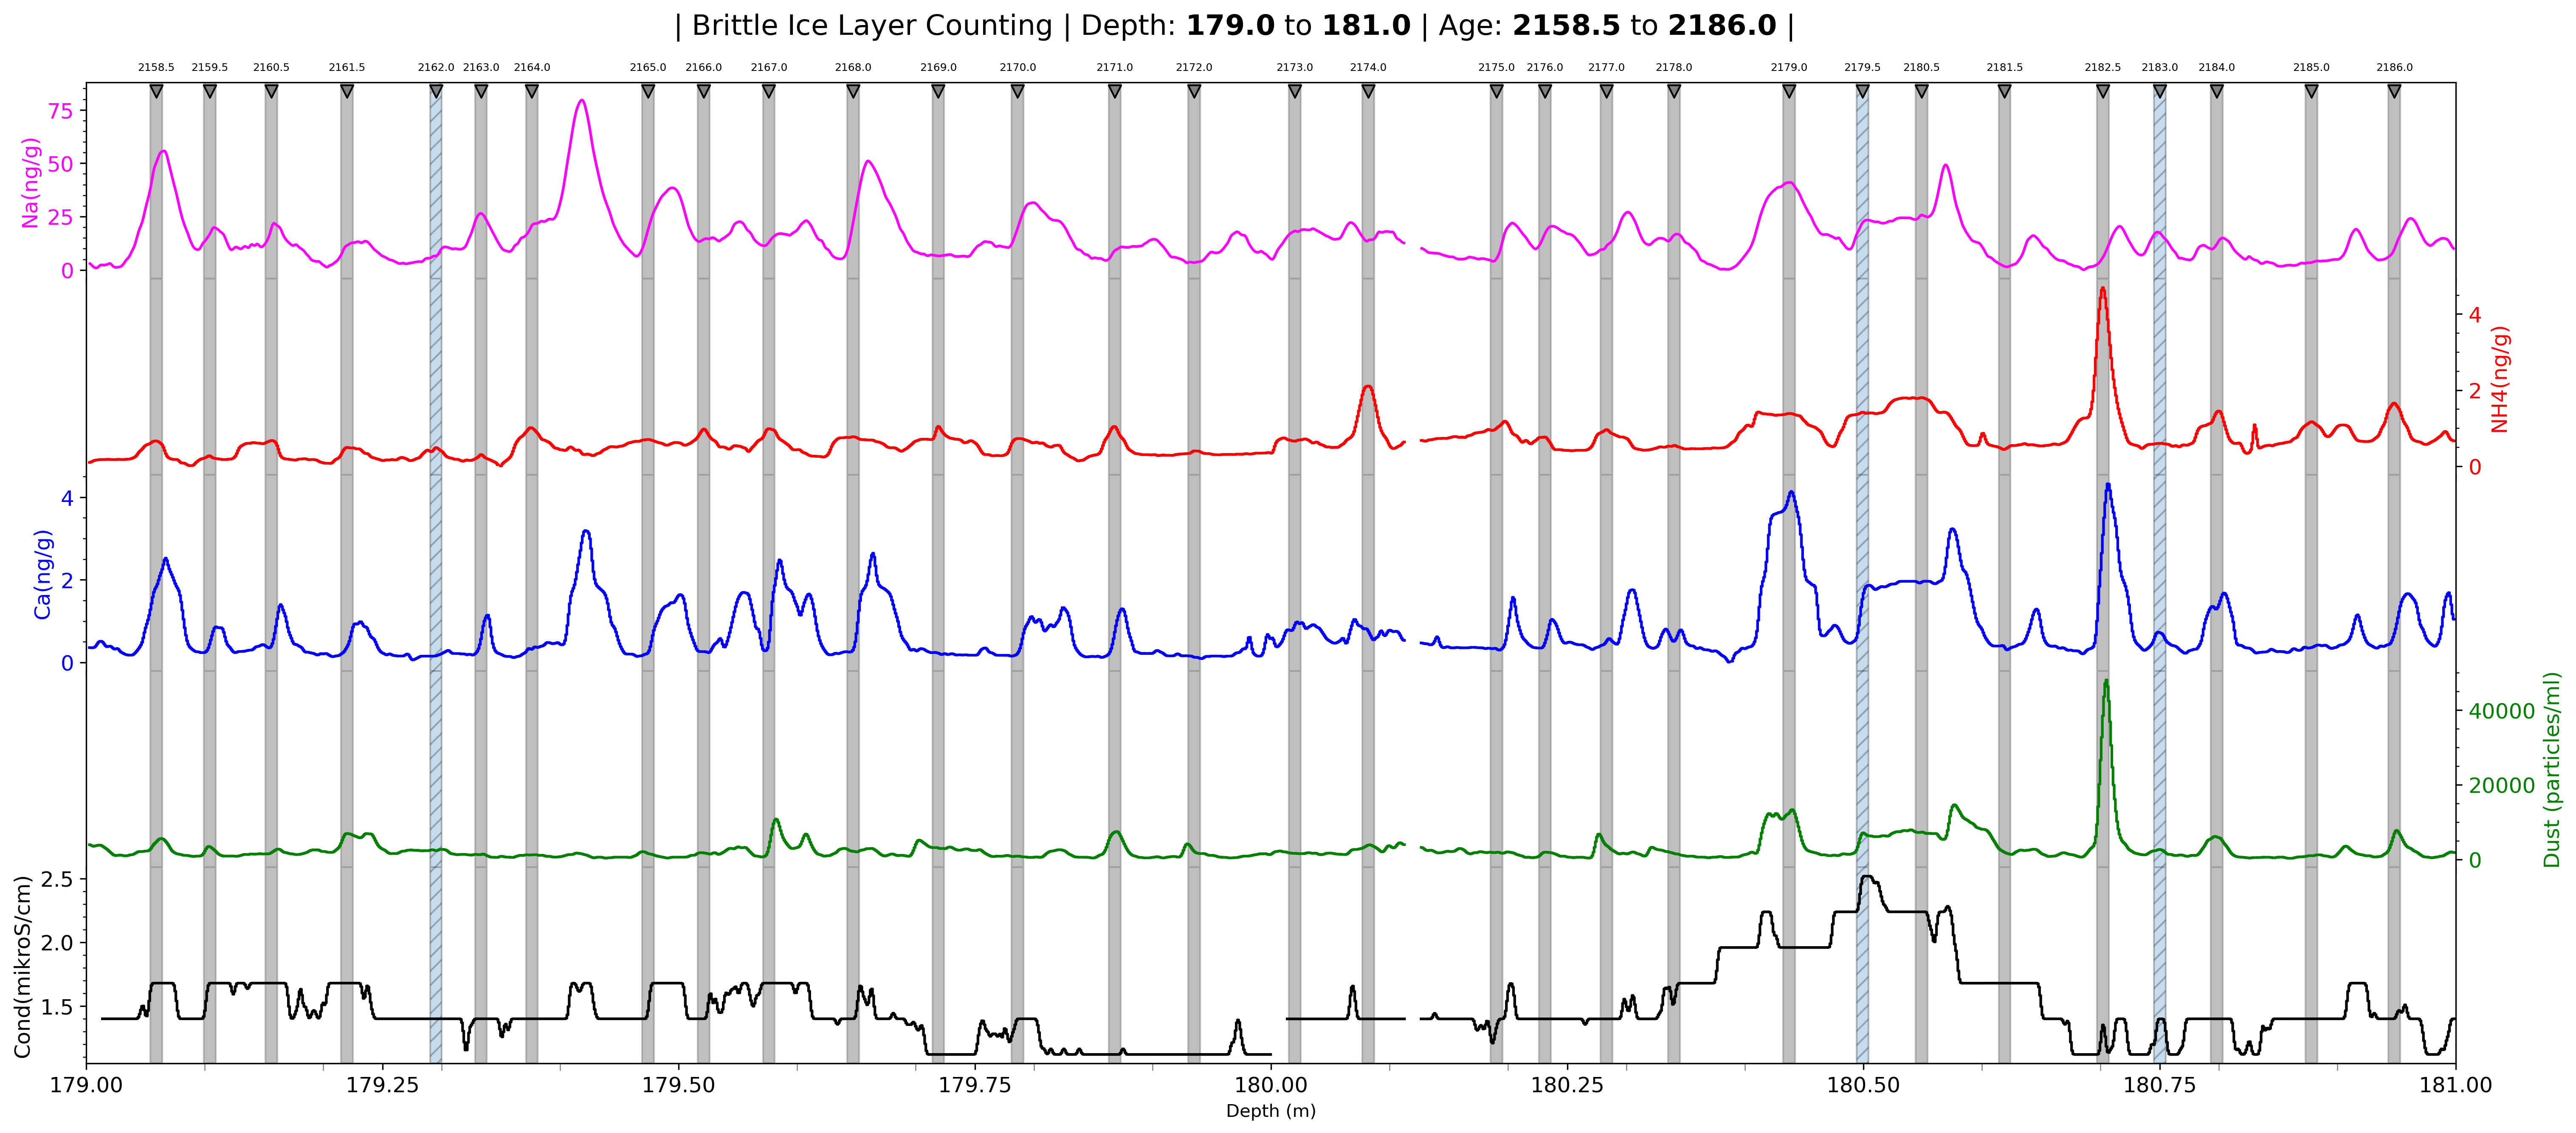 | Brittle Ice Layer Counting | Depth: 179.0 to 181.0 | Age: 2158.5 to 2186.0 |
2158.5 2159.5 2160.5 2161.5 2162.0 2163.0 2164.0 2165.0 2166.0 2167.0 2168.0 2169.0 2170.0 2171.0 2172.0 2173.0 2174.0 2175.0 2176.0 2177.0 2178.0 2179.0 2179.5 2180.5 2181.5 2182.5 2183.0 2184.0 2185.0 2186.0
Na(ng/g)
75
50
25
0
NH4(ng/g)
4
2
0
Ca(ng/g)
4
2
0
Dust (particles/ml)
40000
20000
0
Cond(mikroS/cm)
2.5
2.0
1.5
179.00 179.25 179.50 179.75 180.00 180.25 180.50 180.75 181.00
Depth (m)